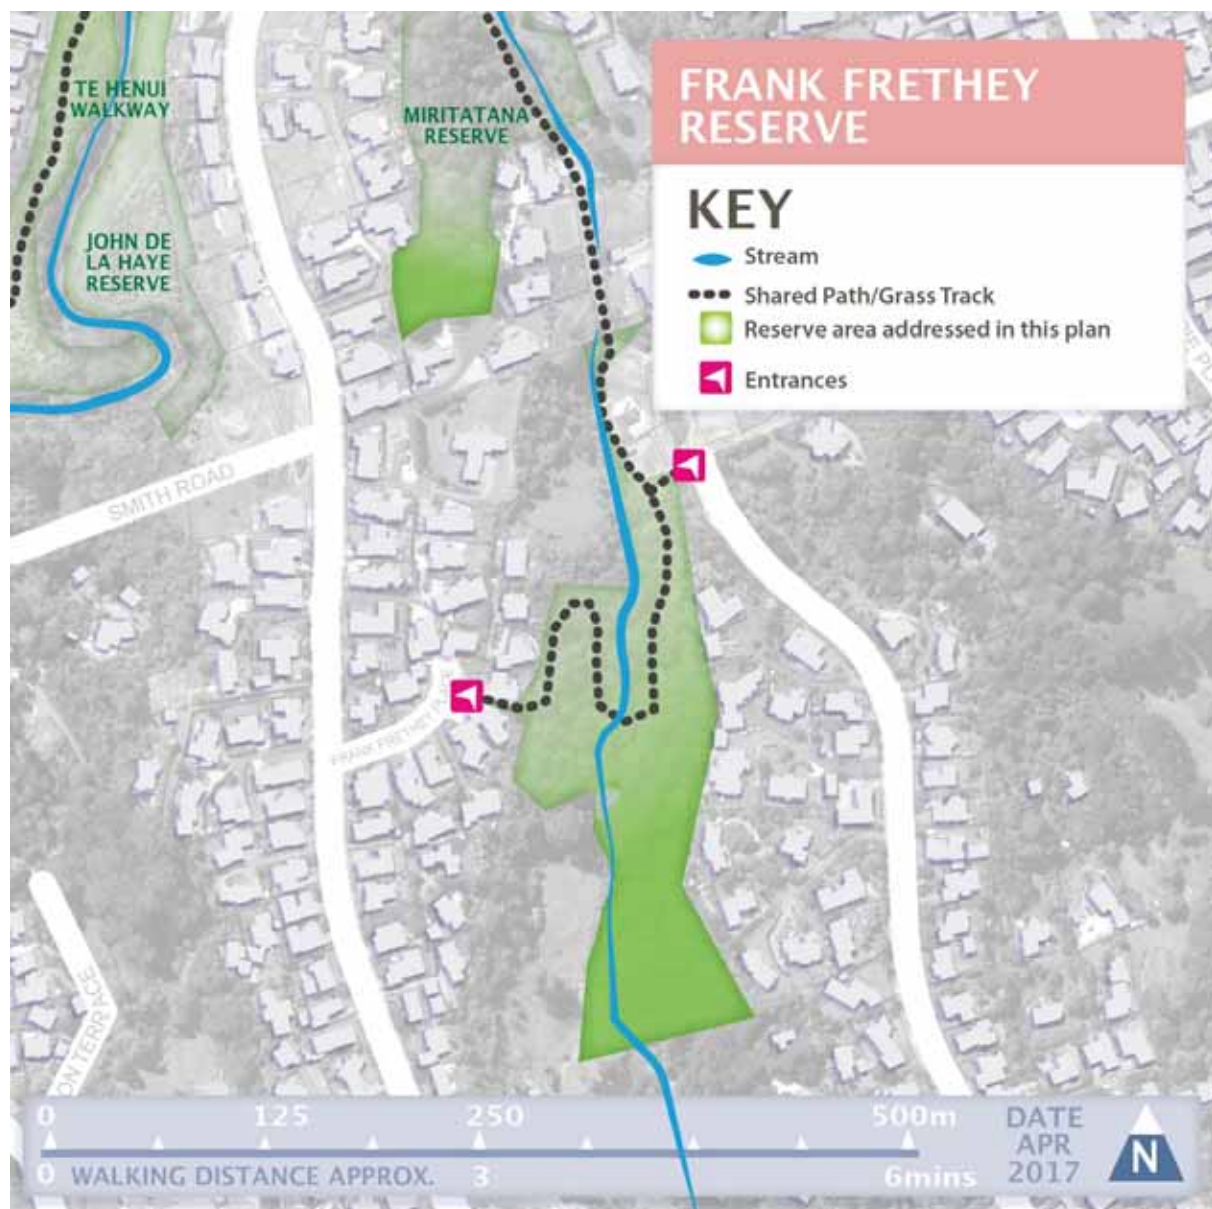 TE HENUI
WALKWAY
MIRITATANA
RESERVE
JOHN DE
LA HAYE
RESERVE
FRANK FRETHEY
RESERVE
KEY
Stream
Shared Path/Grass Track
Reserve area addressed in this plan
Entrances
SMITH ROAD
FRANK FRETHEY
TERRACE
0 125 250 500m
0 WALKING DISTANCE APPROX. 3 6mins
DATE
APR
2017
N